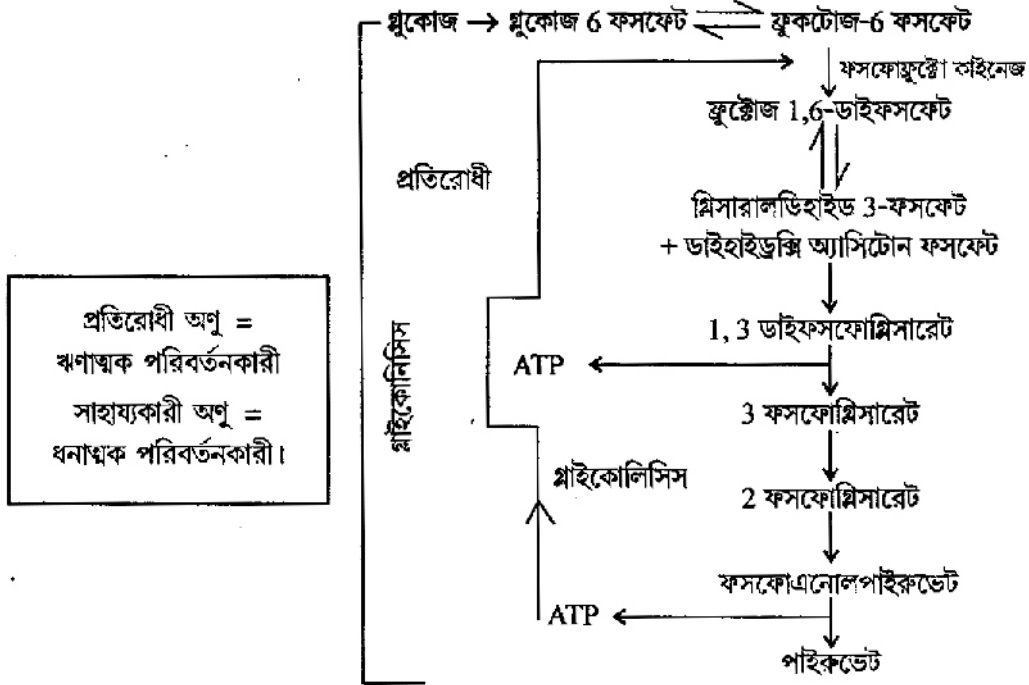 গ্লুকোজ → গ্লুকোজ 6 ফসফেট ⇌ ফ্রুকটোজ-6 ফসফেট
ফসফোফ্রুক্টো কাইনেজ
ফ্রুক্টোজ 1,6-ডাইফসফেট
প্রতিরোধী
গ্লিসারালডিহাইড 3-ফসফেট
+ ডাইহাইড্রক্সি অ্যাসিটোন ফসফেট
প্রতিরোধী অণু =
ঋণাত্মক পরিবর্তনকারী
সাহায্যকারী অণু =
ধনাত্মক পরিবর্তনকারী।
গ্লাইকোলিসিস
1, 3 ডাইফসফোগ্লিসারেট
ATP
3 ফসফোগ্লিসারেট
গ্লাইকোলিসিস
2 ফসফোগ্লিসারেট
ফসফোএনোলপাইরুভেট
ATP
পাইরুভেট